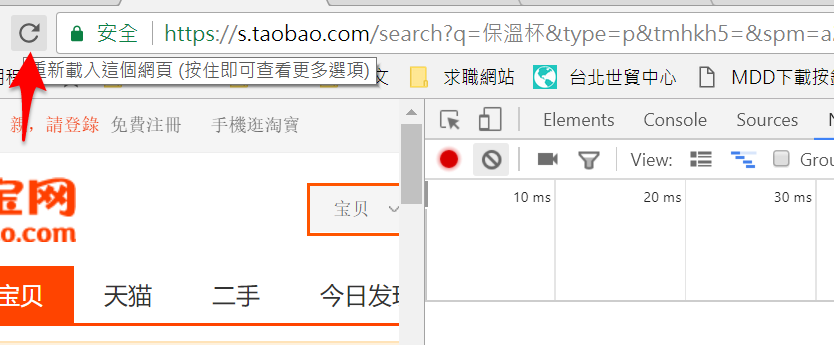 安全 https://s.taobao.com/search?q=保溫杯&type=p&tmhkh5=&spm=a
重新載入這個網頁 (按住即可查看更多選項)
文 求職網站 台北世貿中心 MDD下載按
新，請登錄 免費注冊 手機逛淘寶
Elements Console Sources
View: Grou
10 ms 20 ms 30 ms
宝网
o.com
宝贝
宝贝 天猫 二手 今日发现